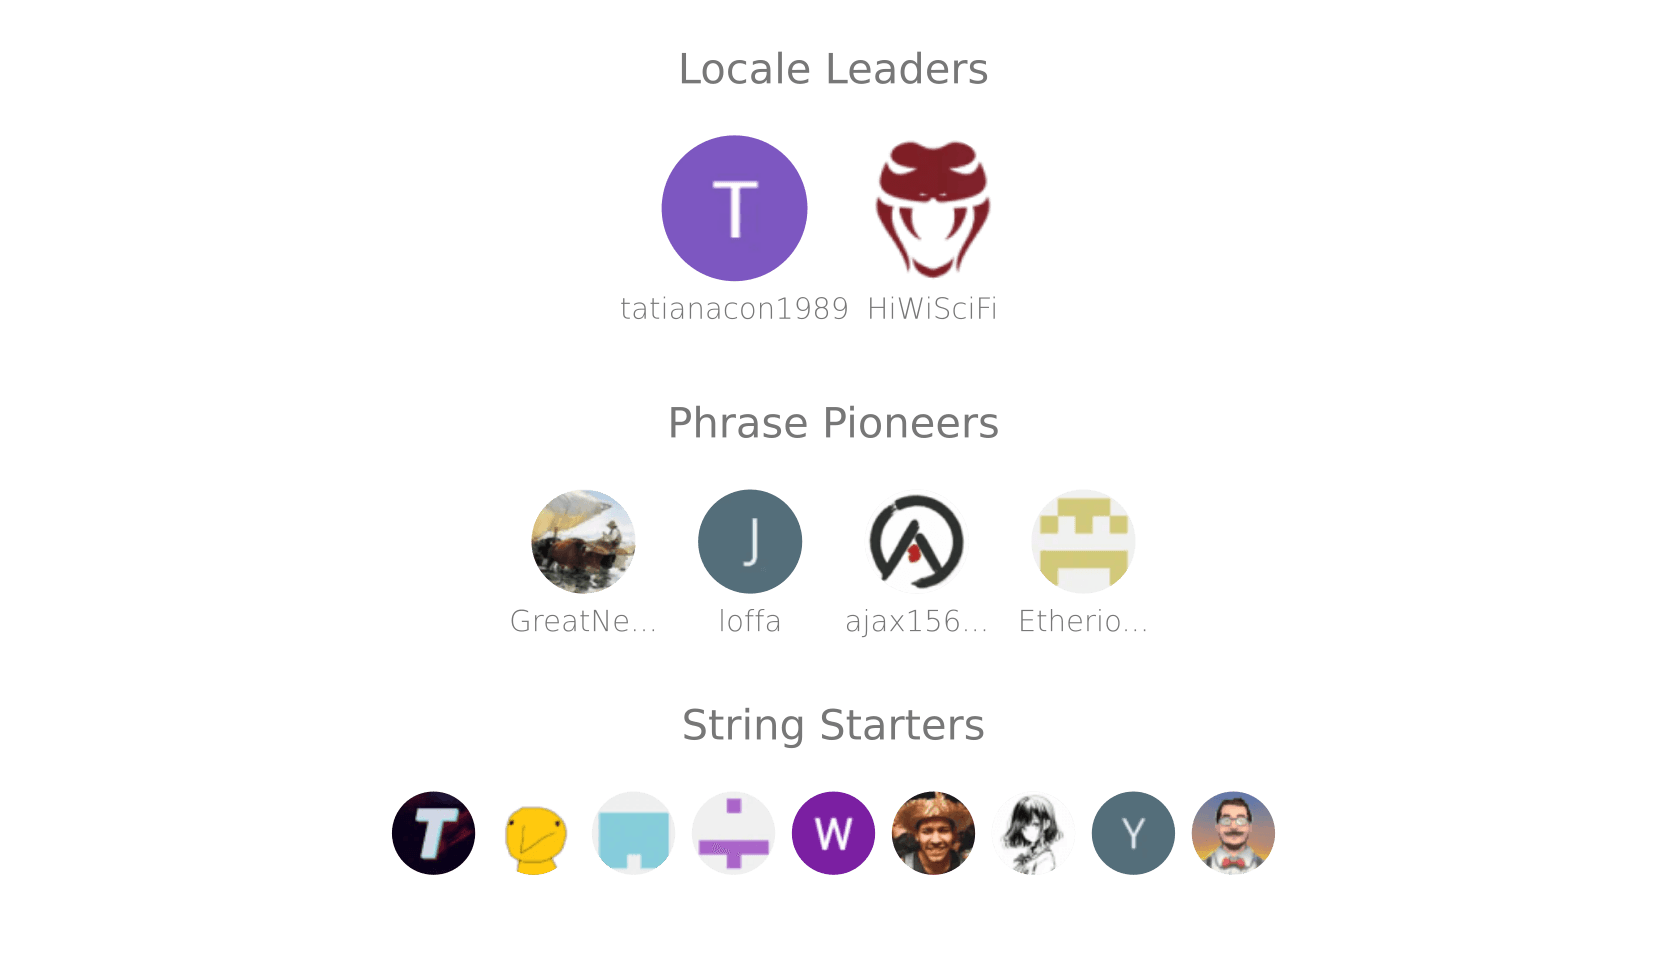 Locale Leaders
T
tatianacon1989 HiWiSciFi
Phrase Pioneers
J
GreatNe... loffa ajax156... Etherio...
String Starters
T W Y